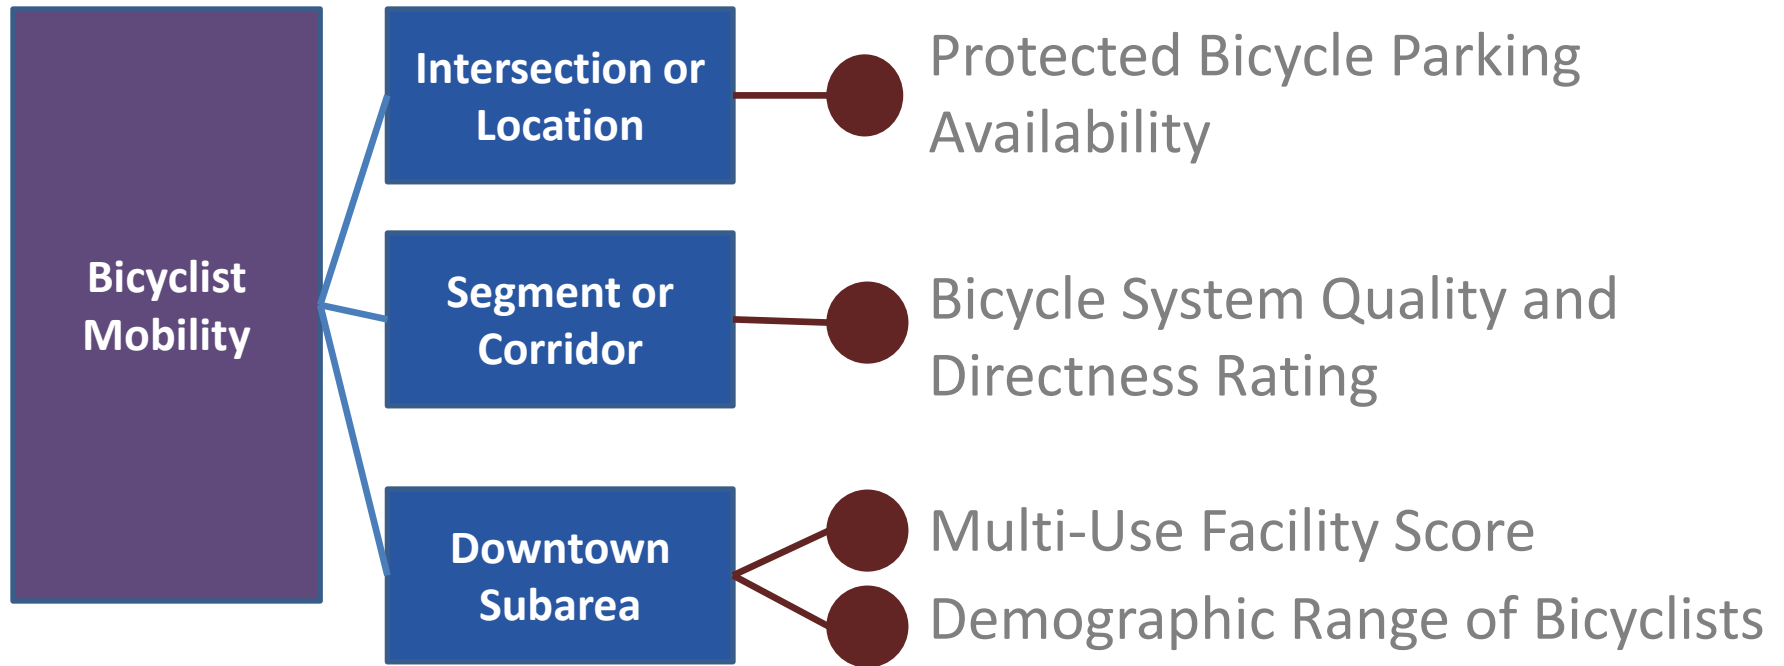 Bicyclist
Mobility
Intersection or
Location
Protected Bicycle Parking
Availability
Segment or
Corridor
Bicycle System Quality and
Directness Rating
Downtown
Subarea
Multi-Use Facility Score
Demographic Range of Bicyclists